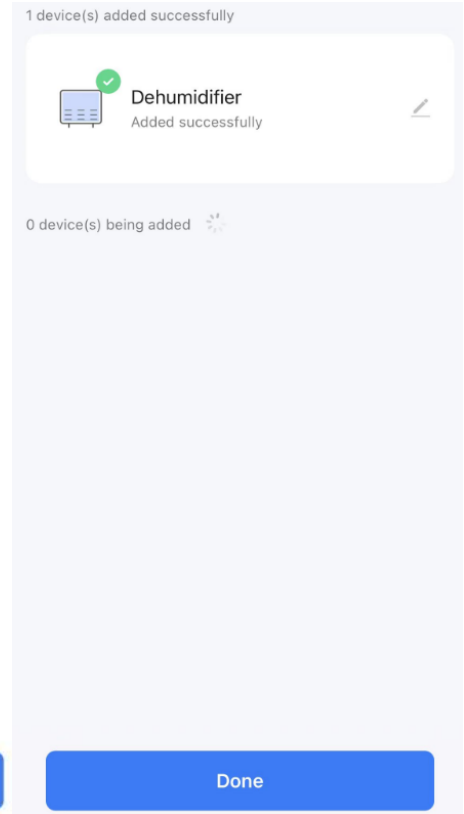 1 device(s) added successfully
Dehumidifier
Added successfully
0 device(s) being added
Done